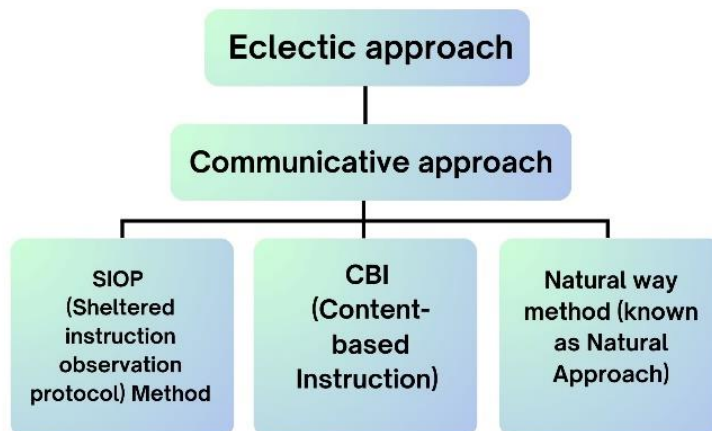 Eclectic approach
Communicative approach
SIOP
(Sheltered
instruction
observation
protocol) Method
CBI
(Content-
based
Instruction)
Natural way
method (known
as Natural
Approach)